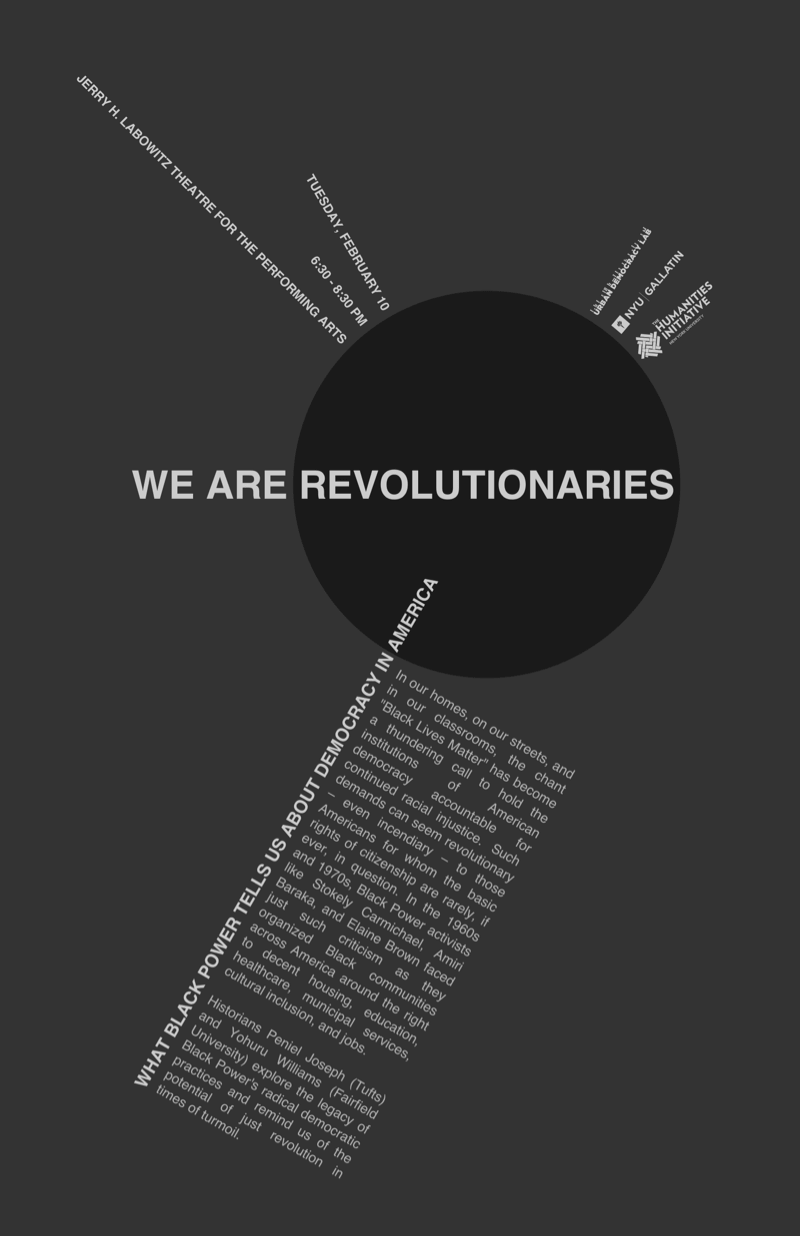 JERRY H. LABOWITZ THEATRE FOR THE PERFORMING ARTS
TUESDAY, FEBRUARY 10
6:30 - 8:30 PM
URBAN DEMOCRACY LAB
NYU | GALLATIN
THE
HUMANITIES
INITIATIVE
NEW YORK UNIVERSITY
WE ARE REVOLUTIONARIES
WHAT BLACK POWER TELLS US ABOUT DEMOCRACY IN AMERICA
In our homes, on our streets, and
in our classrooms, the chant
"Black Lives Matter" has become
a thundering call to hold the
institutions of American
democracy accountable for
continued racial injustice. Such
demands can seem revolutionary
– even incendiary – to those
Americans for whom the basic
rights of citizenship are rarely, if
ever, in question. In the 1960s
and 1970s, Black Power activists
like Stokely Carmichael, Amiri
Baraka, and Elaine Brown faced
just such criticism as they
organized Black communities
across America around the right
to decent housing, education,
healthcare, municipal services,
cultural inclusion, and jobs.
Historians Peniel Joseph (Tufts)
and Yohuru Williams (Fairfield
University) explore the legacy of
Black Power's radical democratic
practices and remind us of the
potential of just revolution in
times of turmoil.